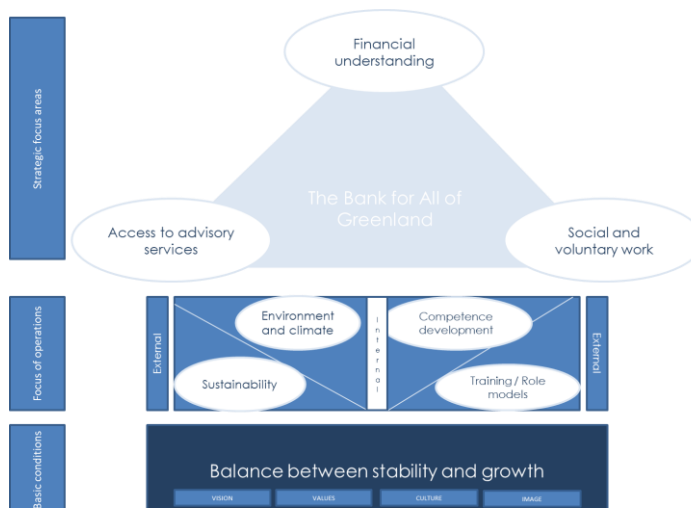 Strategic focus areas
Financial
understanding
The Bank for All of
Greenland
Access to advisory
services
Social and
voluntary work
Focus of operations
External
Environment
and climate
Sustainability
Internal
Competence
development
Training / Role
models
External
Basic conditions
Balance between stability and growth
VISION
VALUES
CULTURE
IMAGE